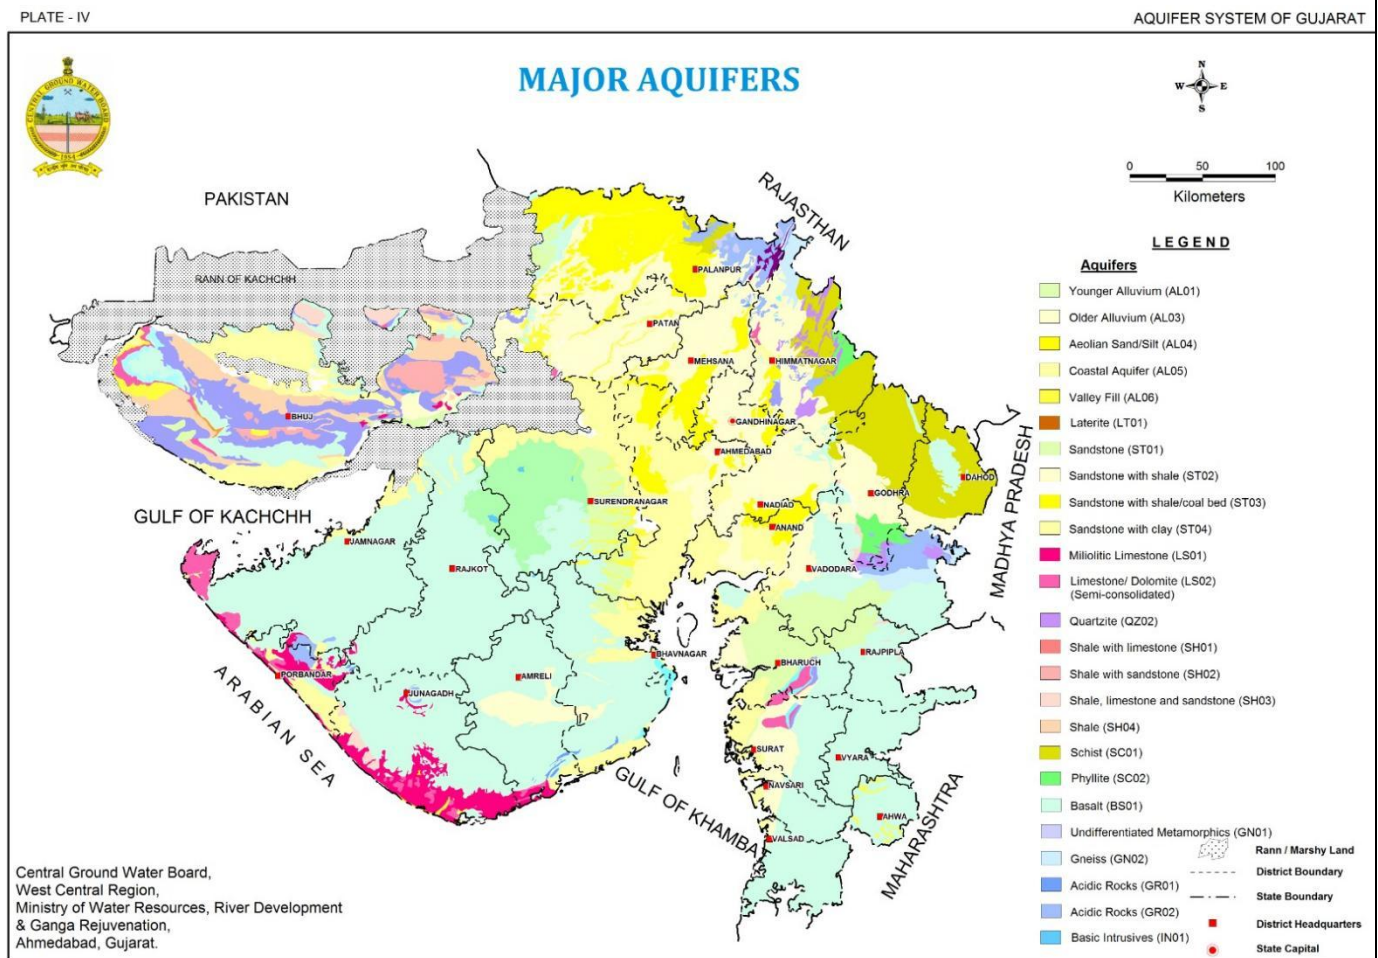 PLATE - IV
AQUIFER SYSTEM OF GUJARAT
CENTRAL GROUND WATER BOARD
MAJOR AQUIFERS
N
W
E
S
0 50 100
Kilometers
PAKISTAN
RAJASTHAN
RANN OF KACHCHH
PALANPUR
PATAN
MEHSANA
HIMMATNAGAR
BHUJ
GANDHINAGAR
AHMEDABAD
DAHOD
GODHRA
SURENDRANAGAR
NADIAD
ANAND
MADHYA PRADESH
GULF OF KACHCHH
JAMNAGAR
RAJKOT
VADODARA
BHAVNAGAR
RAJPIPLA
BHARUCH
PORBANDAR
AMRELI
JUNAGADH
ARABIAN SEA
SURAT
VYARA
NAVSARI
GULF OF KHAMBAT
AHWA
VALSAD
MAHARASHTRA
LEGEND
Aquifers
Younger Alluvium (AL01)
Older Alluvium (AL03)
Aeolian Sand/Silt (AL04)
Coastal Aquifer (AL05)
Valley Fill (AL06)
Laterite (LT01)
Sandstone (ST01)
Sandstone with shale (ST02)
Sandstone with shale/coal bed (ST03)
Sandstone with clay (ST04)
Miliolitic Limestone (LS01)
Limestone/ Dolomite (LS02)
(Semi-consolidated)
Quartzite (QZ02)
Shale with limestone (SH01)
Shale with sandstone (SH02)
Shale, limestone and sandstone (SH03)
Shale (SH04)
Schist (SC01)
Phyllite (SC02)
Basalt (BS01)
Undifferentiated Metamorphics (GN01)
Gneiss (GN02)
Acidic Rocks (GR01)
Acidic Rocks (GR02)
Basic Intrusives (IN01)
Rann / Marshy Land
District Boundary
State Boundary
District Headquarters
State Capital
Central Ground Water Board,
West Central Region,
Ministry of Water Resources, River Development
& Ganga Rejuvenation,
Ahmedabad, Gujarat.